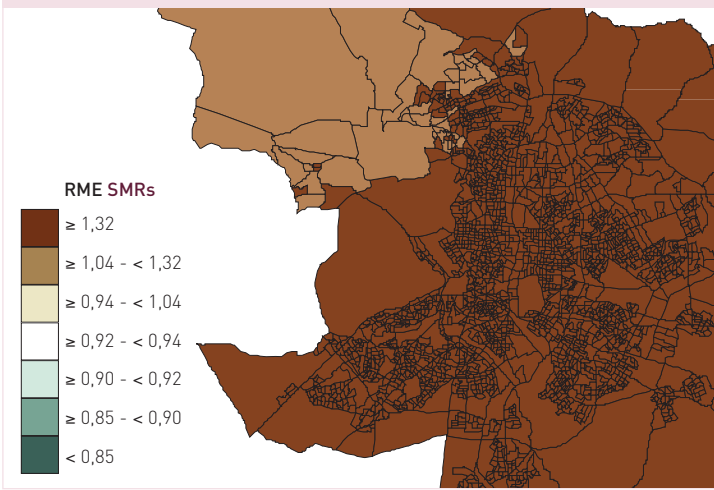 RME SMRs
≥ 1,32
≥ 1,04 - < 1,32
≥ 0,94 - < 1,04
≥ 0,92 - < 0,94
≥ 0,90 - < 0,92
≥ 0,85 - < 0,90
< 0,85